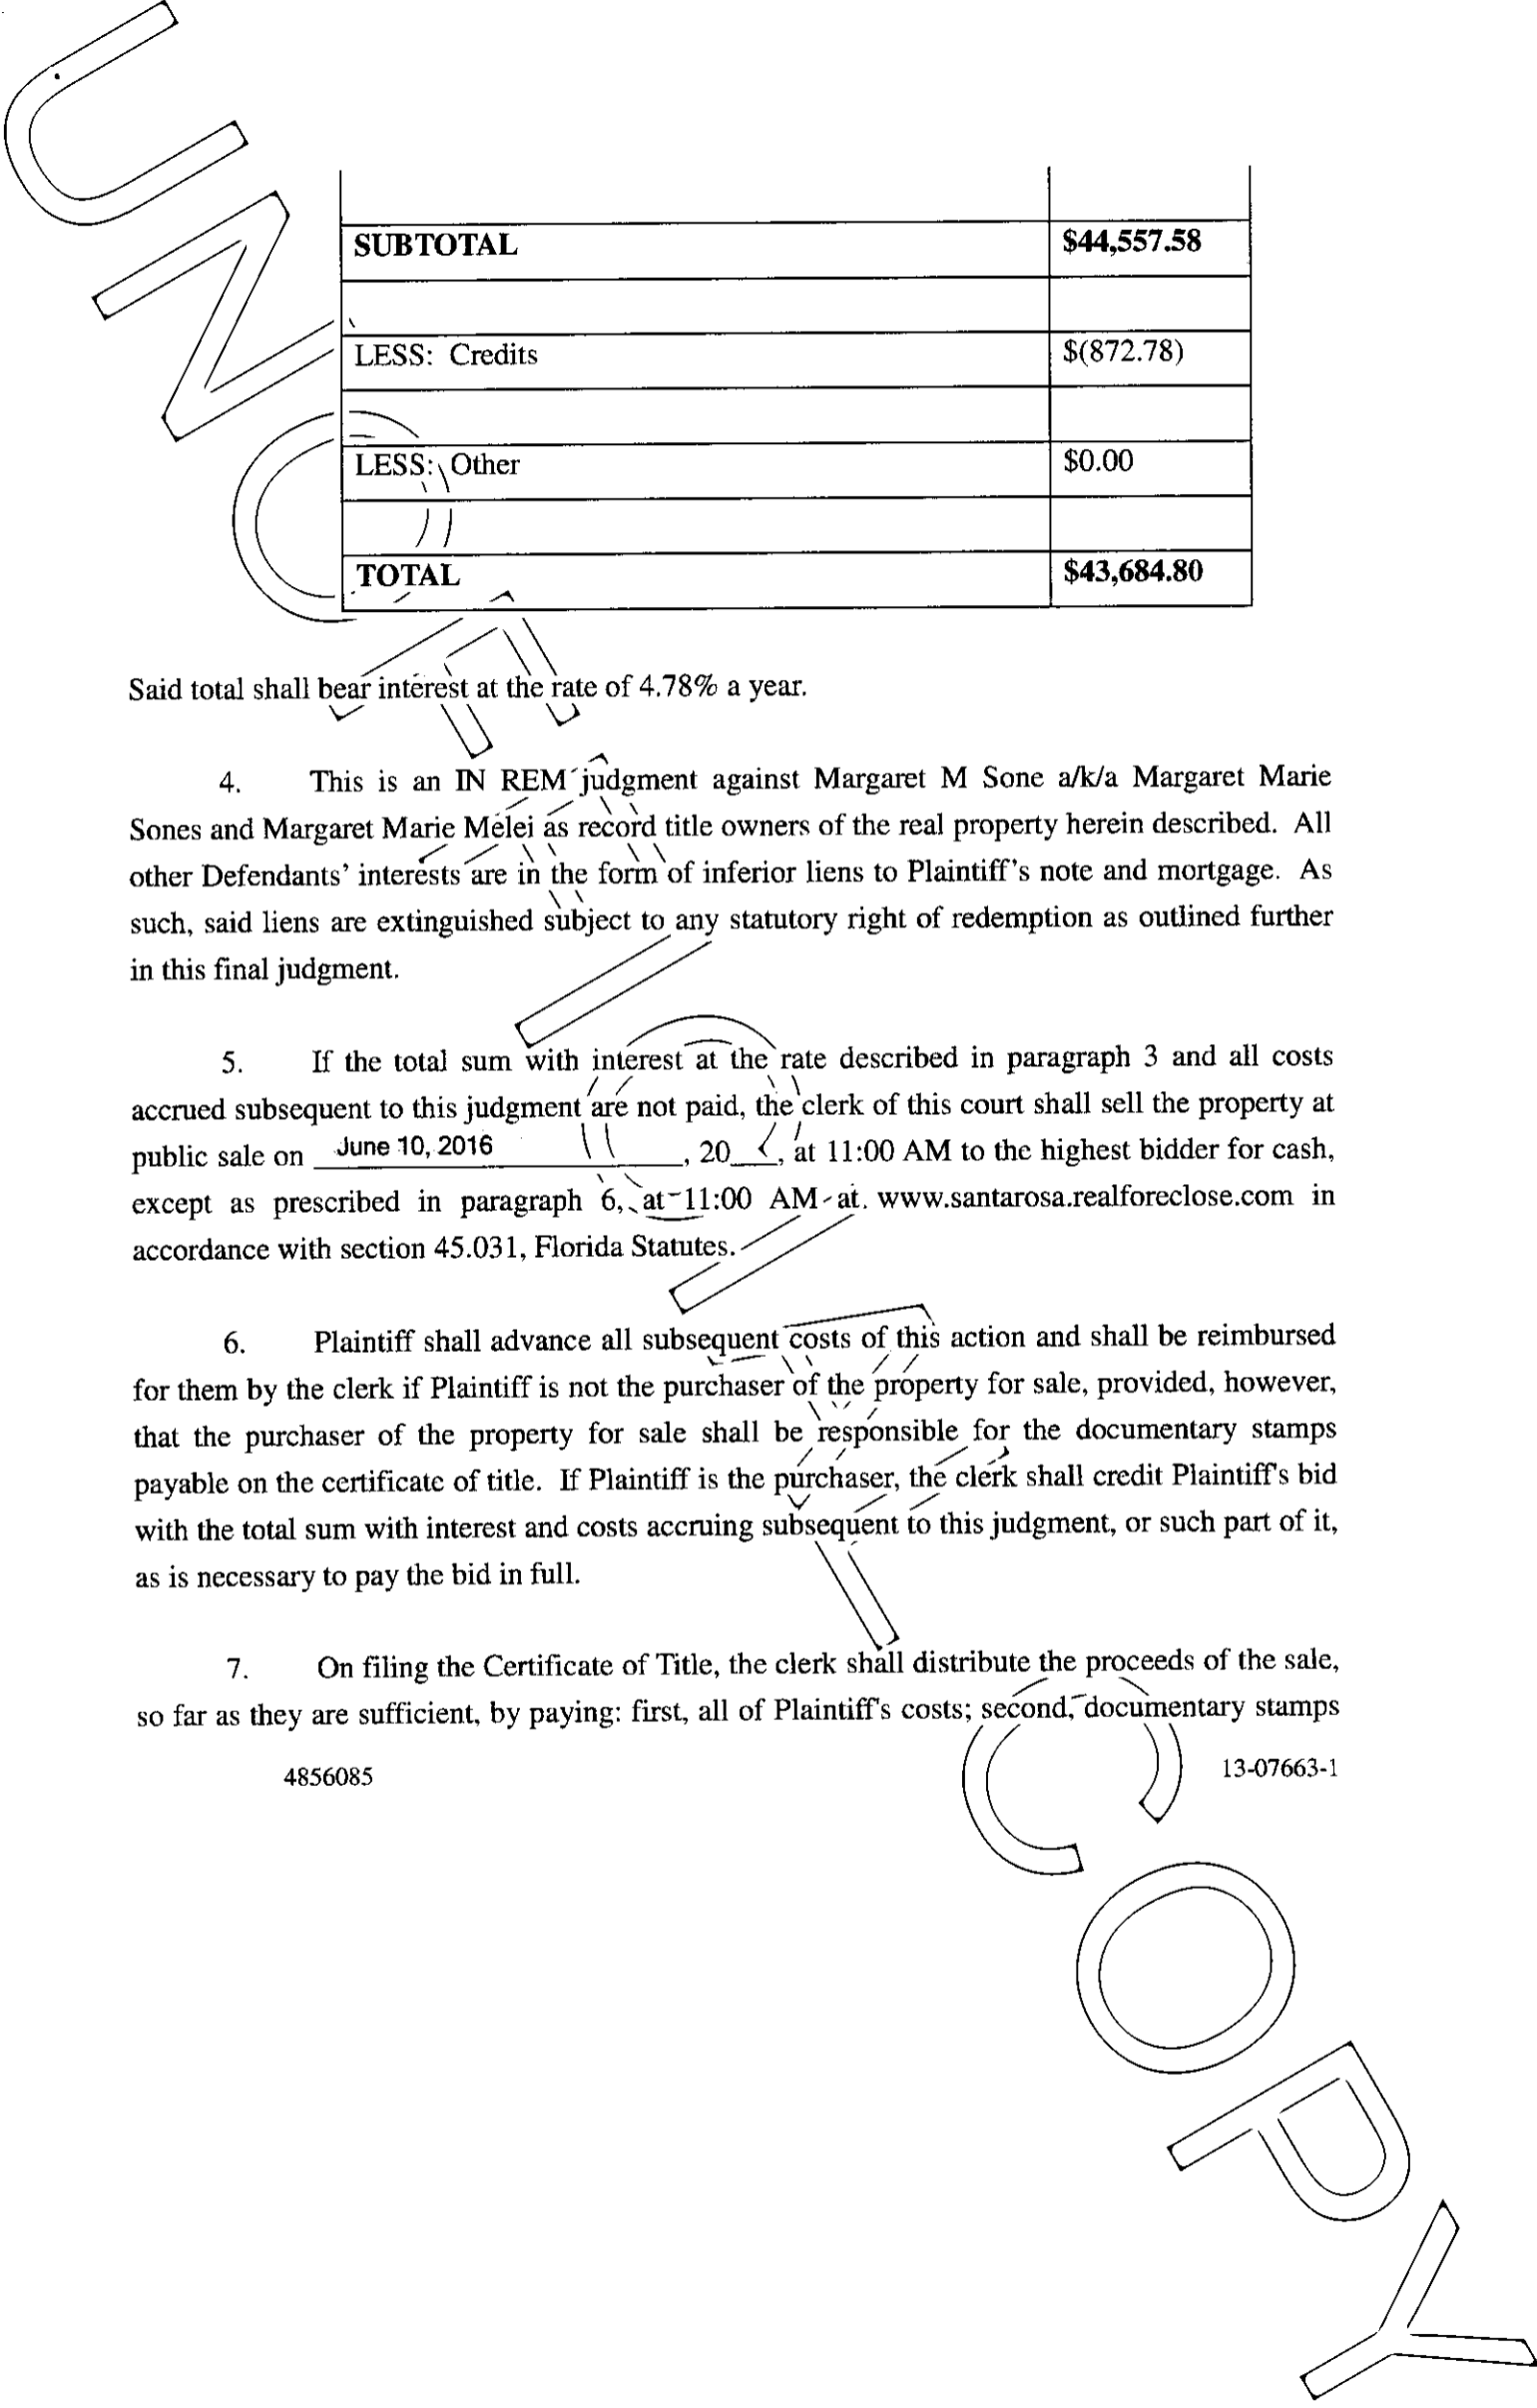 SUBTOTAL $44,557.58
LESS: Credits $(872.78)
LESS: Other $0.00
TOTAL $43,684.80
Said total shall bear interest at the rate of 4.78% a year.
4. This is an IN REM judgment against Margaret M Sone a/k/a Margaret Marie
Sones and Margaret Marie Melei as record title owners of the real property herein described. All
other Defendants' interests are in the form of inferior liens to Plaintiff's note and mortgage. As
such, said liens are extinguished subject to any statutory right of redemption as outlined further
in this final judgment.
5. If the total sum with interest at the rate described in paragraph 3 and all costs
accrued subsequent to this judgment are not paid, the clerk of this court shall sell the property at
public sale on June 10, 2016, 20__, at 11:00 AM to the highest bidder for cash,
except as prescribed in paragraph 6, at 11:00 AM at www.santarosa.realforeclose.com in
accordance with section 45.031, Florida Statutes.
6. Plaintiff shall advance all subsequent costs of this action and shall be reimbursed
for them by the clerk if Plaintiff is not the purchaser of the property for sale, provided, however,
that the purchaser of the property for sale shall be responsible for the documentary stamps
payable on the certificate of title. If Plaintiff is the purchaser, the clerk shall credit Plaintiff's bid
with the total sum with interest and costs accruing subsequent to this judgment, or such part of it,
as is necessary to pay the bid in full.
7. On filing the Certificate of Title, the clerk shall distribute the proceeds of the sale,
so far as they are sufficient, by paying: first, all of Plaintiff's costs; second, documentary stamps
4856085 13-07663-1
UNOFFICIAL COPY